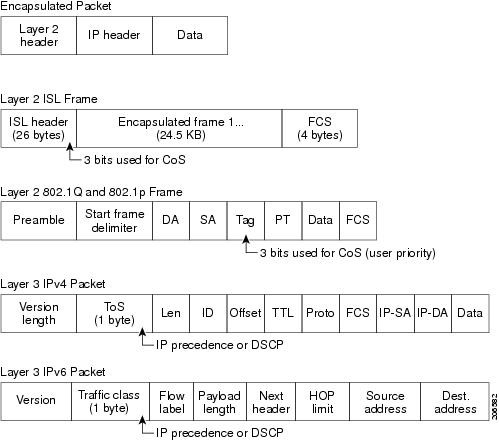 Encapsulated Packet
Layer 2 header
IP header
Data
Layer 2 ISL Frame
ISL header (26 bytes)
Encapsulated frame 1... (24.5 KB)
FCS (4 bytes)
3 bits used for CoS
Layer 2 802.1Q and 802.1p Frame
Preamble
Start frame delimiter
DA
SA
Tag
PT
Data
FCS
3 bits used for CoS (user priority)
Layer 3 IPv4 Packet
Version length
ToS (1 byte)
Len
ID
Offset
TTL
Proto
FCS
IP-SA
IP-DA
Data
IP precedence or DSCP
Layer 3 IPv6 Packet
Version
Traffic class (1 byte)
Flow label
Payload length
Next header
HOP limit
Source address
Dest. address
IP precedence or DSCP
206582